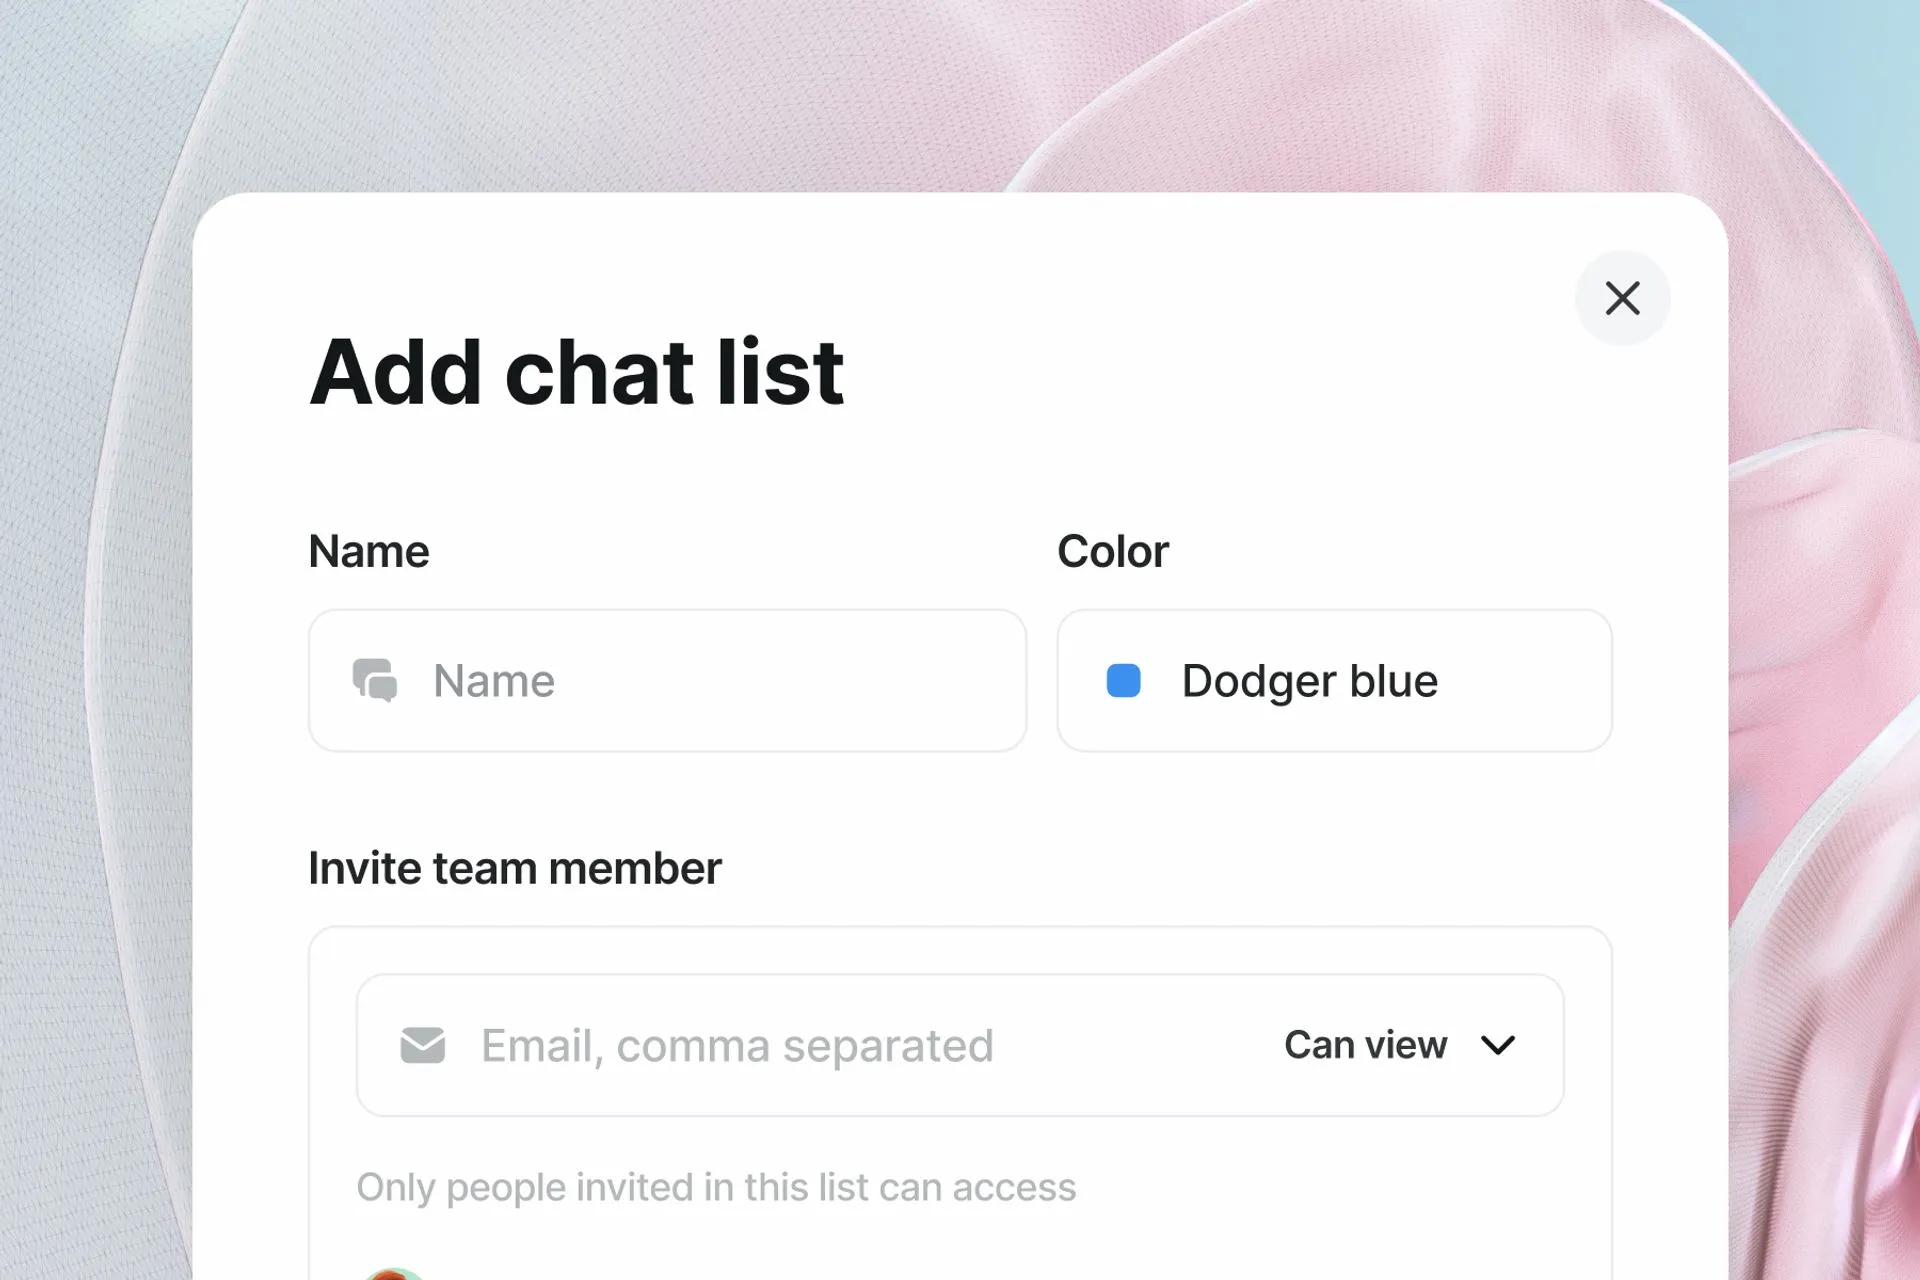 Add chat list
Name
Color
Name
Dodger blue
Invite team member
Email, comma separated
Can view
Only people invited in this list can access